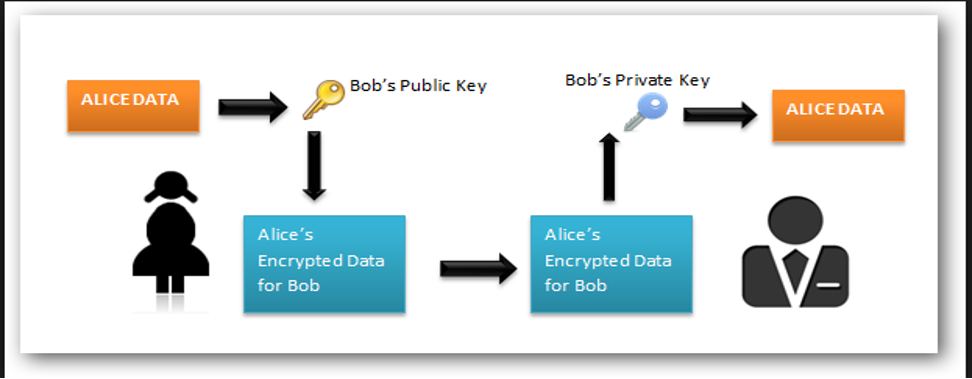 ALICE DATA
Bob's Public Key
Bob's Private Key
ALICE DATA
Alice's
Encrypted Data
for Bob
Alice's
Encrypted Data
for Bob